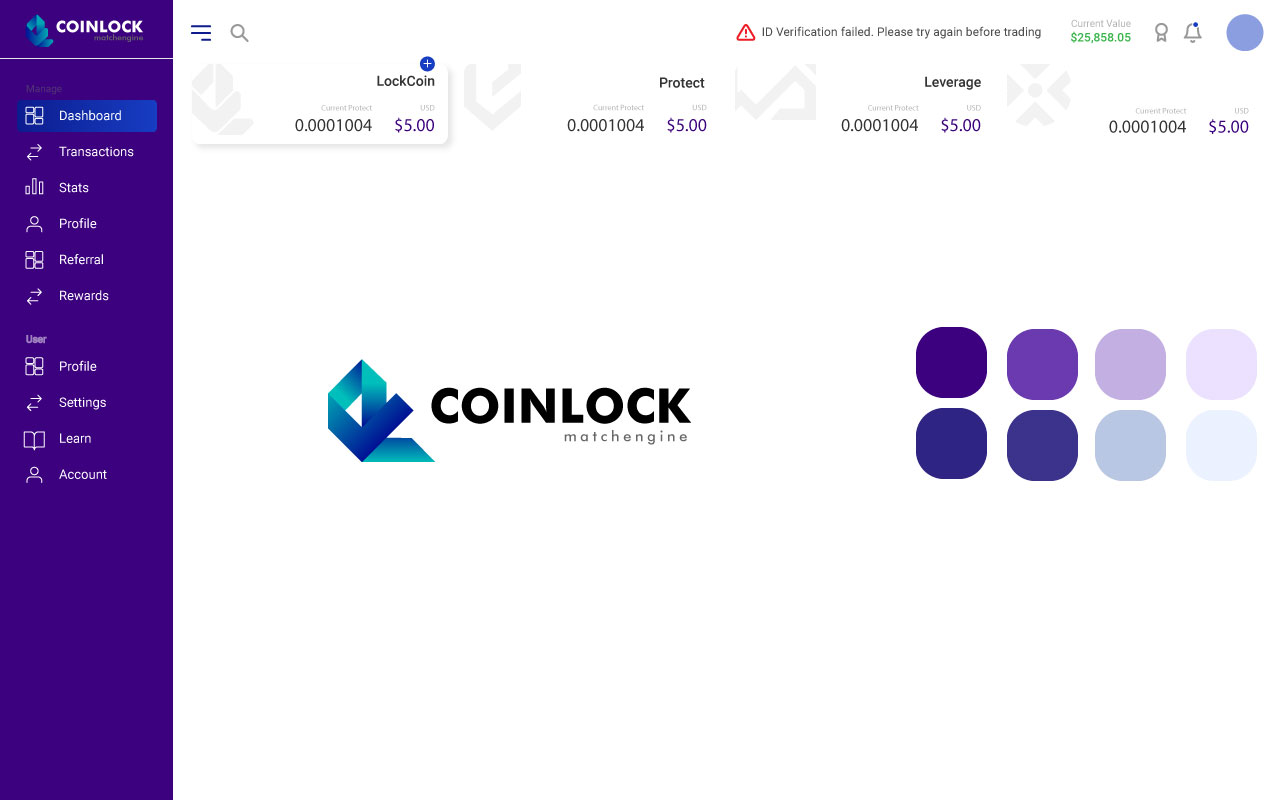 COINLOCK
matchengine
ID Verification failed. Please try again before trading
Current Value
$25,858.05
Manage
Dashboard
Transactions
Stats
Profile
Referral
Rewards
User
Profile
Settings
Learn
Account
LockCoin
Current Protect USD
0.0001004 $5.00
Protect
Current Protect USD
0.0001004 $5.00
Leverage
Current Protect USD
0.0001004 $5.00
Current Protect USD
0.0001004 $5.00
COINLOCK
matchengine